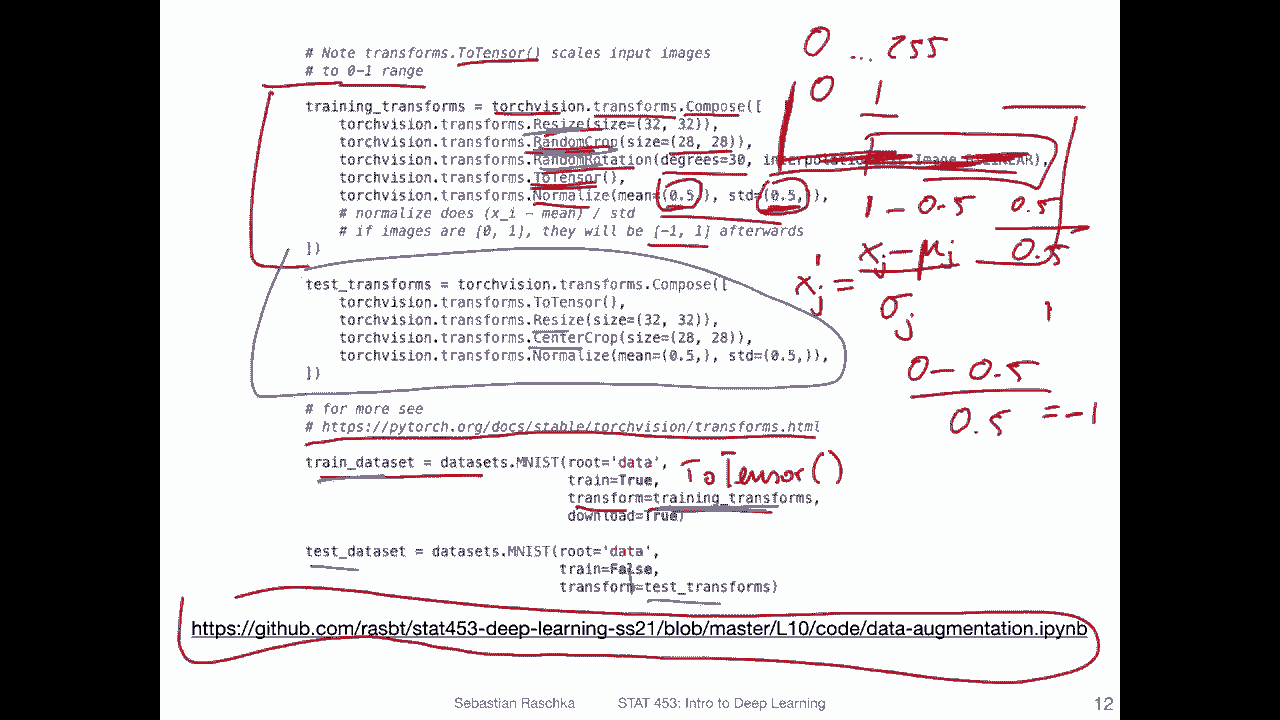 # Note transforms.ToTensor() scales input images
# to 0-1 range
0 ... 255
0 1
training_transforms = torchvision.transforms.Compose([
torchvision.transforms.Resize(size=(32, 32)),
torchvision.transforms.RandomCrop(size=(28, 28)),
torchvision.transforms.RandomRotation(degrees=30, interpolation
torchvision.transforms.ToTensor(),
torchvision.transforms.Normalize(mean=(0.5,), std=(0.5,)),
# normalize does (x_i - mean) / std
# if images are [0, 1], they will be [-1, 1] afterwards
])
1 - 0.5 0.5
0.5
x'j = xj - μj
σj
1
0 - 0.5
0.5 = -1
test_transforms = torchvision.transforms.Compose([
torchvision.transforms.ToTensor(),
torchvision.transforms.Resize(size=(32, 32)),
torchvision.transforms.CenterCrop(size=(28, 28)),
torchvision.transforms.Normalize(mean=(0.5,), std=(0.5,)),
])
# for more see
# https://pytorch.org/docs/stable/torchvision/transforms.html
train_dataset = datasets.MNIST(root='data', ToTensor()
train=True,
transform=training_transforms,
download=True)
test_dataset = datasets.MNIST(root='data',
train=False,
transform=test_transforms)
https://github.com/rasbt/stat453-deep-learning-ss21/blob/master/L10/code/data-augmentation.ipynb
Sebastian Raschka STAT 453: Intro to Deep Learning 12